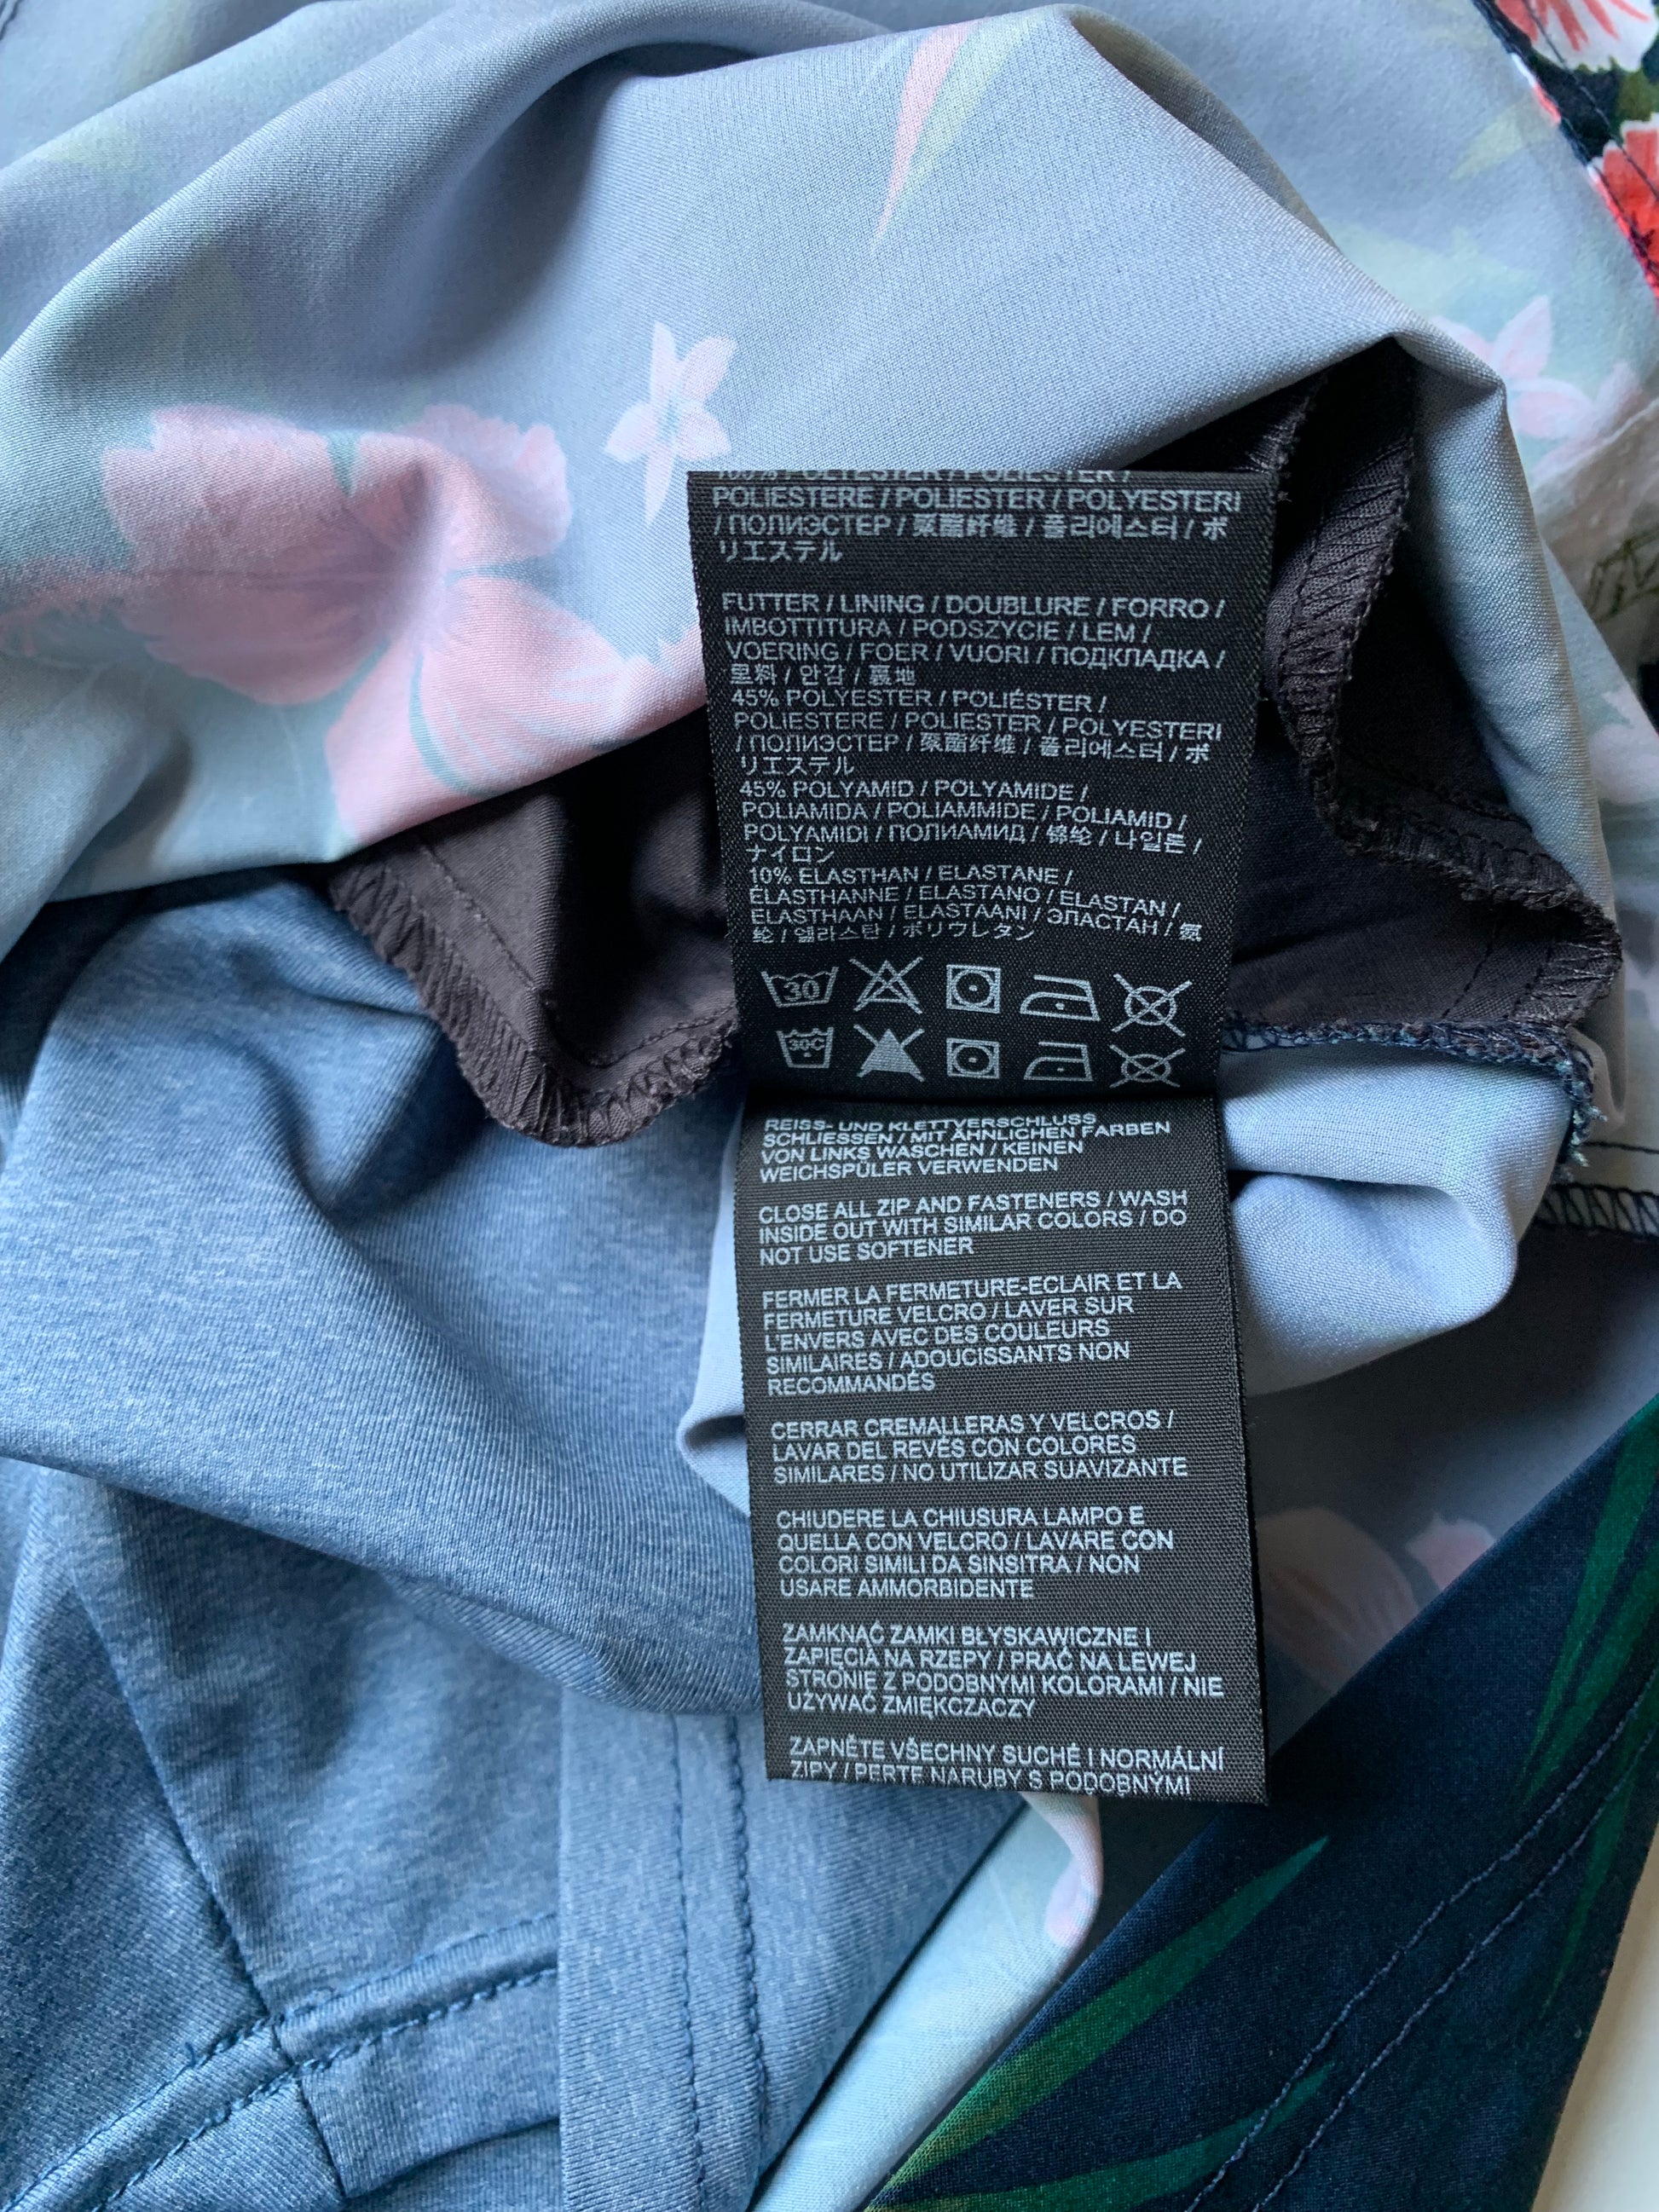 100% POLYESTER / POLIÉSTER /
POLIESTERE / POLIESTER / POLYESTERI
/ ПОЛИЭСТЕР / 聚酯纤维 / 폴리에스터 / ポ
リエステル
FUTTER / LINING / DOUBLURE / FORRO /
IMBOTTITURA / PODSZYCIE / LEM /
VOERING / FOER / VUORI / ПОДКЛАДКА /
里料 / 안감 / 裏地
45% POLYESTER / POLIÉSTER /
POLIESTERE / POLIESTER / POLYESTERI
/ ПОЛИЭСТЕР / 聚酯纤维 / 폴리에스터 / ポ
リエステル
45% POLYAMID / POLYAMIDE /
POLIAMIDA / POLIAMMIDE / POLIAMID /
POLYAMIDI / ПОЛИАМИД / 锦纶 / 나일론 /
ナイロン
10% ELASTHAN / ELASTANE /
ÉLASTHANNE / ELASTANO / ELASTAN /
ELASTHAAN / ELASTAANI / ЭЛАСТАН / 氨
纶 / 엘라스탄 / ポリウレタン
30
30C
REISS- UND KLETTVERSCHLUSS
SCHLIESSEN / MIT ÄHNLICHEN FARBEN
VON LINKS WASCHEN / KEINEN
WEICHSPÜLER VERWENDEN
CLOSE ALL ZIP AND FASTENERS / WASH
INSIDE OUT WITH SIMILAR COLORS / DO
NOT USE SOFTENER
FERMER LA FERMETURE-ECLAIR ET LA
FERMETURE VELCRO / LAVER SUR
L'ENVERS AVEC DES COULEURS
SIMILAIRES / ADOUCISSANTS NON
RECOMMANDÉS
CERRAR CREMALLERAS Y VELCROS /
LAVAR DEL REVÉS CON COLORES
SIMILARES / NO UTILIZAR SUAVIZANTE
CHIUDERE LA CHIUSURA LAMPO E
QUELLA CON VELCRO / LAVARE CON
COLORI SIMILI DA SINSITRA / NON
USARE AMMORBIDENTE
ZAMKNĄĆ ZAMKI BŁYSKAWICZNE I
ZAPIĘCIA NA RZEPY / PRAĆ NA LEWEJ
STRONIE Z PODOBNYMI KOLORAMI / NIE
UŻYWAĆ ZMIĘKCZACZY
ZAPNĚTE VŠECHNY SUCHÉ I NORMÁLNÍ
ZIPY / PERTE NARUBY S PODOBNÝMI